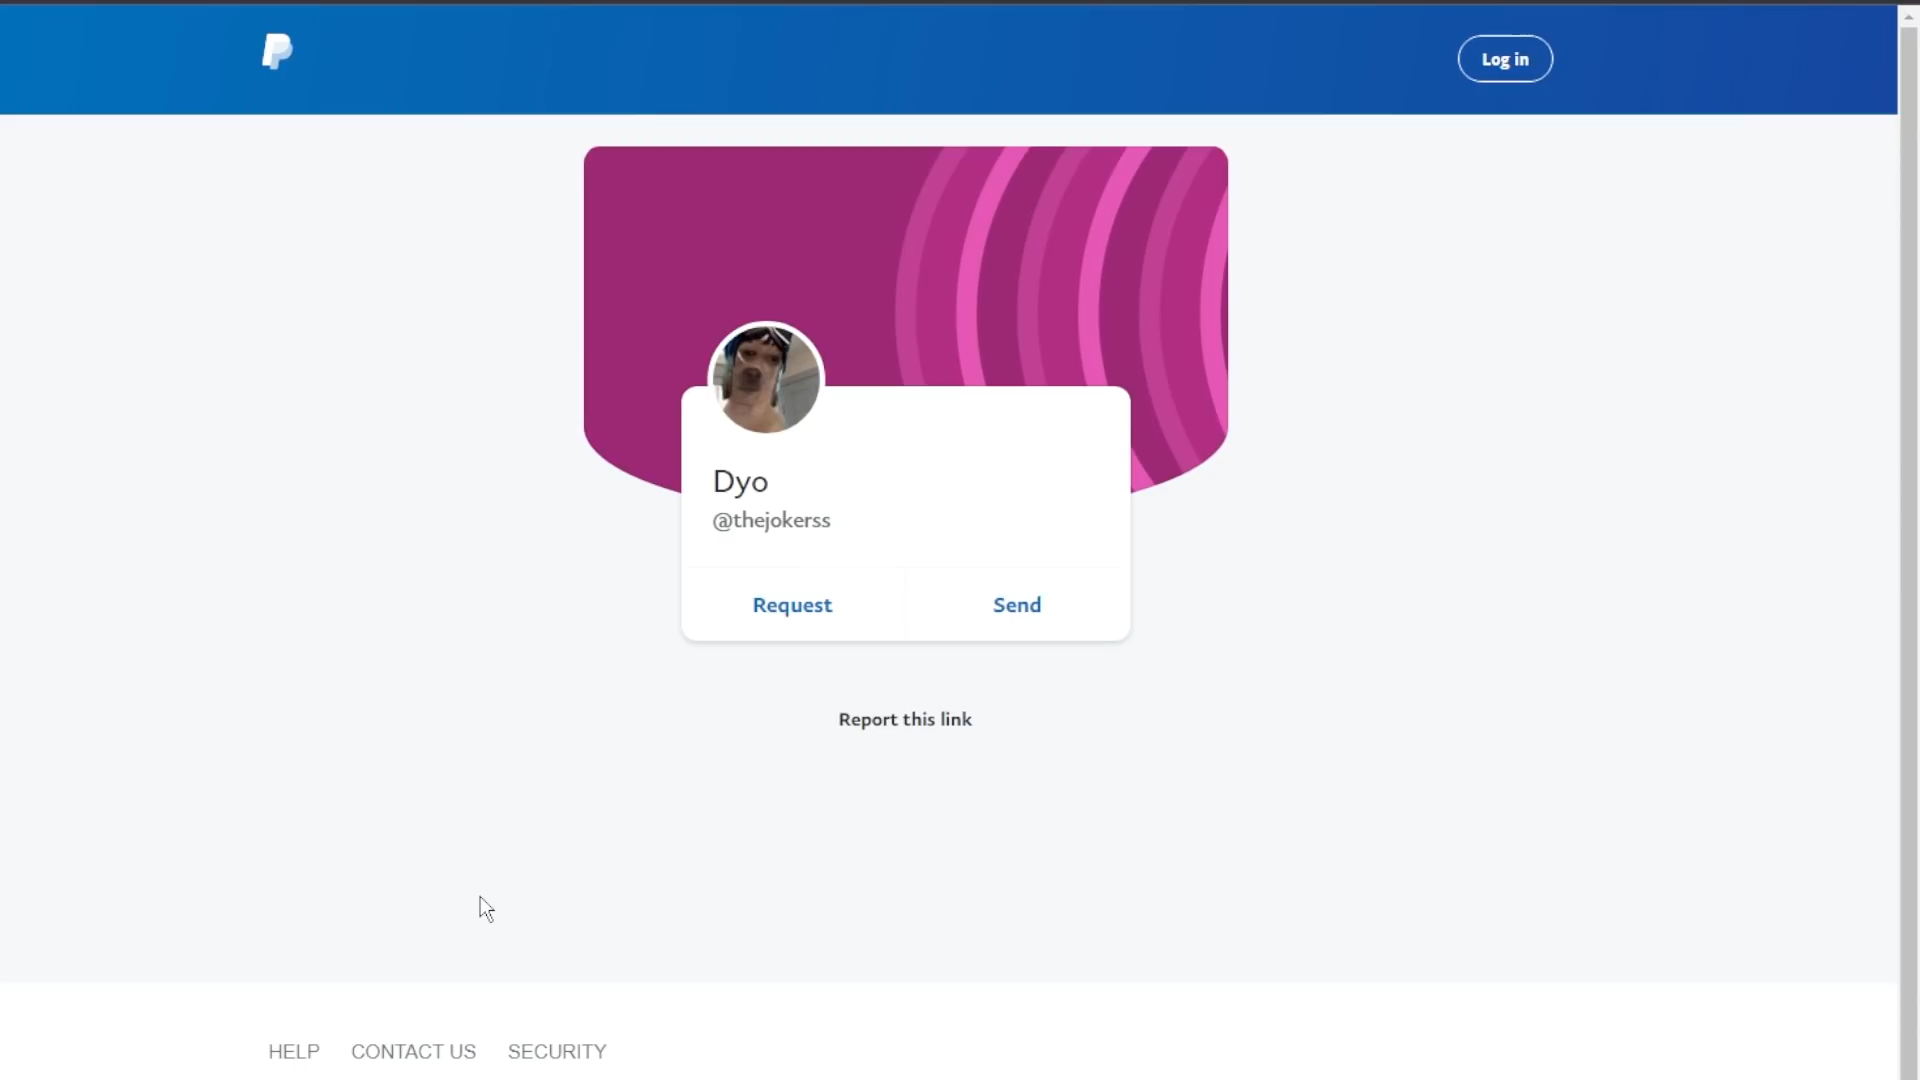 Log in
Dyo
@thejokerss
Request Send
Report this link
HELP CONTACT US SECURITY